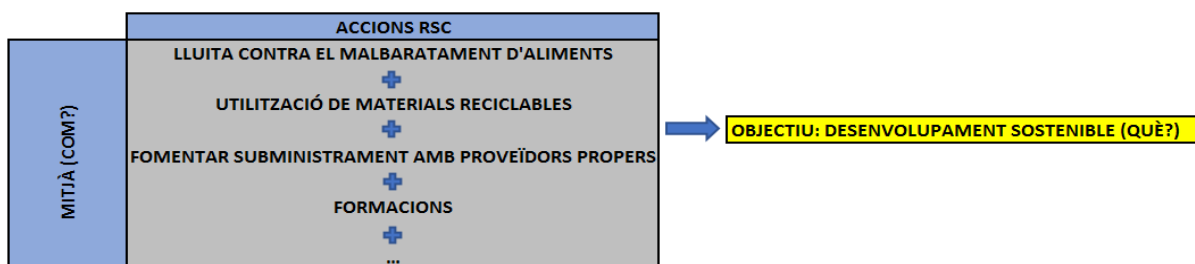 ACCIONS RSC
LLUITA CONTRA EL MALBARATAMENT D'ALIMENTS
UTILITZACIÓ DE MATERIALS RECICLABLES
FOMENTAR SUBMINISTRAMENT AMB PROVEÏDORS PROPERS
FORMACIONS
...
MITJÀ (COM?)
OBJECTIU: DESENVOLUPAMENT SOSTENIBLE (QUÈ?)